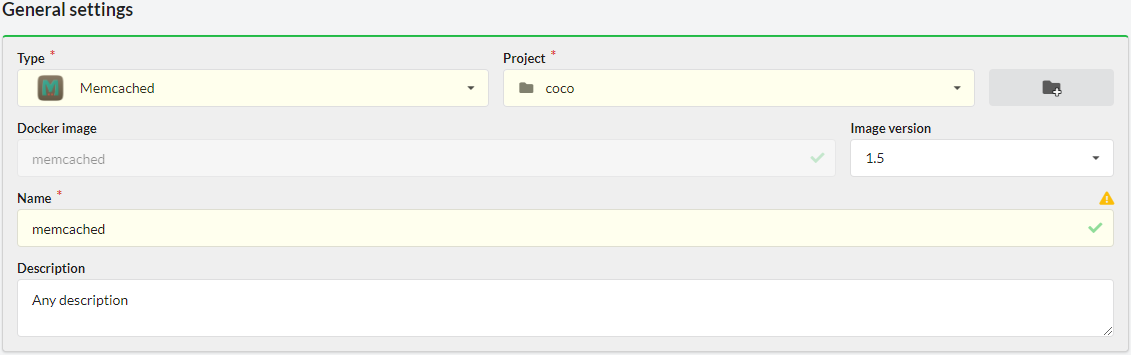 General settings
Type *
Project *
Memcached
coco
Docker image
Image version
memcached
1.5
Name *
memcached
Description
Any description